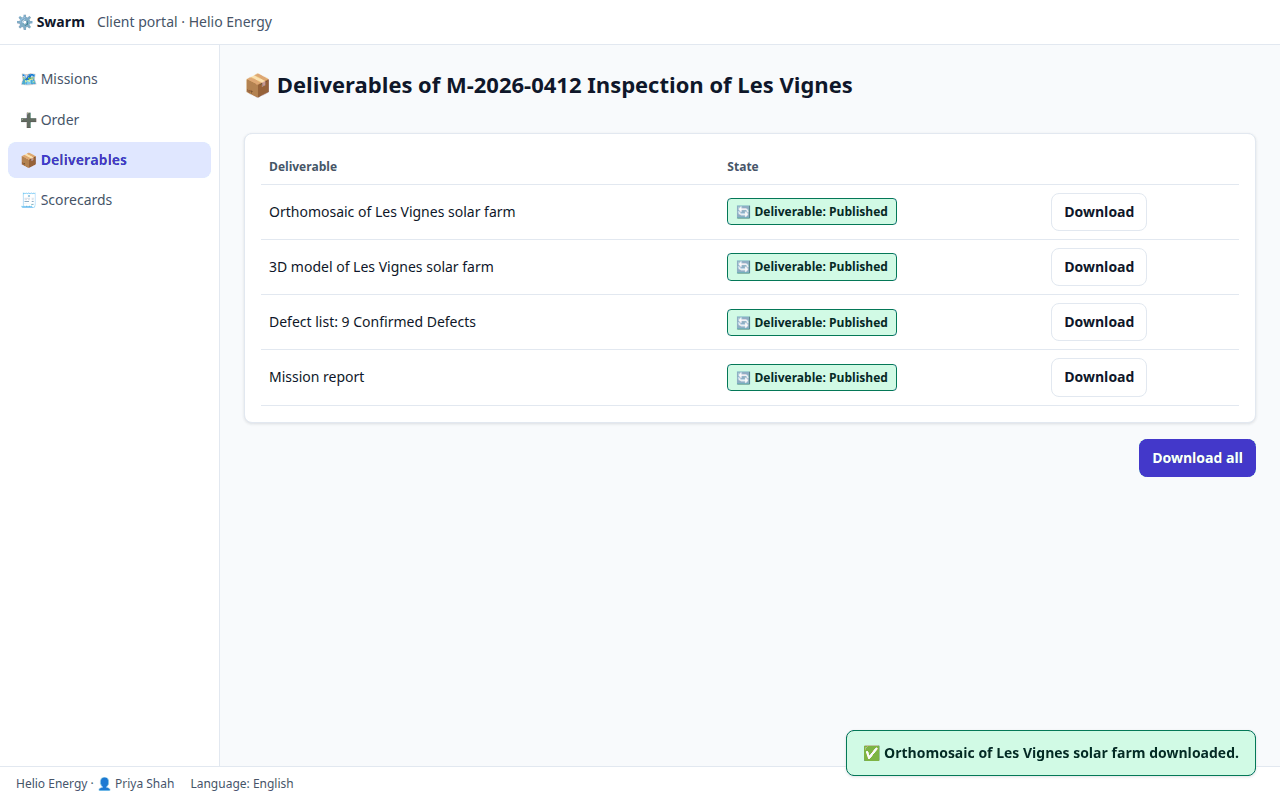 ⚙️ Swarm Client portal · Helio Energy
🗺️ Missions
➕ Order
📦 Deliverables
🧾 Scorecards
📦 Deliverables of M-2026-0412 Inspection of Les Vignes
Deliverable State
Orthomosaic of Les Vignes solar farm 🔄 Deliverable: Published Download
3D model of Les Vignes solar farm 🔄 Deliverable: Published Download
Defect list: 9 Confirmed Defects 🔄 Deliverable: Published Download
Mission report 🔄 Deliverable: Published Download
Download all
✅ Orthomosaic of Les Vignes solar farm downloaded.
Helio Energy · 👤 Priya Shah Language: English